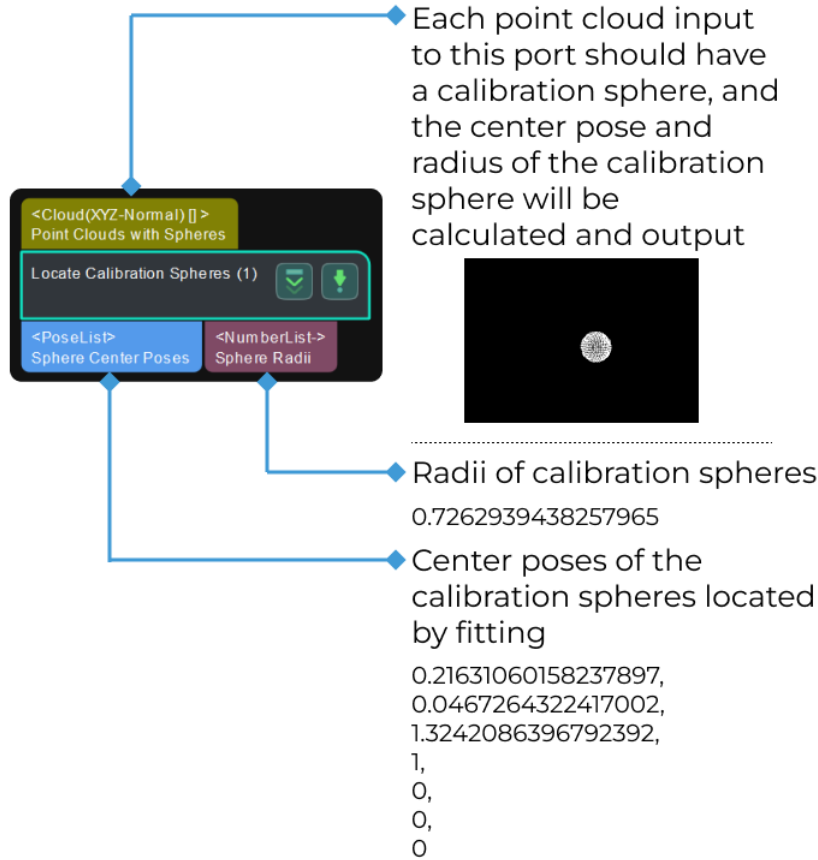 Each point cloud input
to this port should have
a calibration sphere, and
the center pose and
radius of the calibration
sphere will be
calculated and output
<Cloud(XYZ-Normal) [] >
Point Clouds with Spheres
Locate Calibration Spheres (1)
<PoseList>
Sphere Center Poses
<NumberList->
Sphere Radii
Radii of calibration spheres
0.7262939438257965
Center poses of the
calibration spheres located
by fitting
0.21631060158237897,
0.0467264322417002,
1.3242086396792392,
1,
0,
0,
0